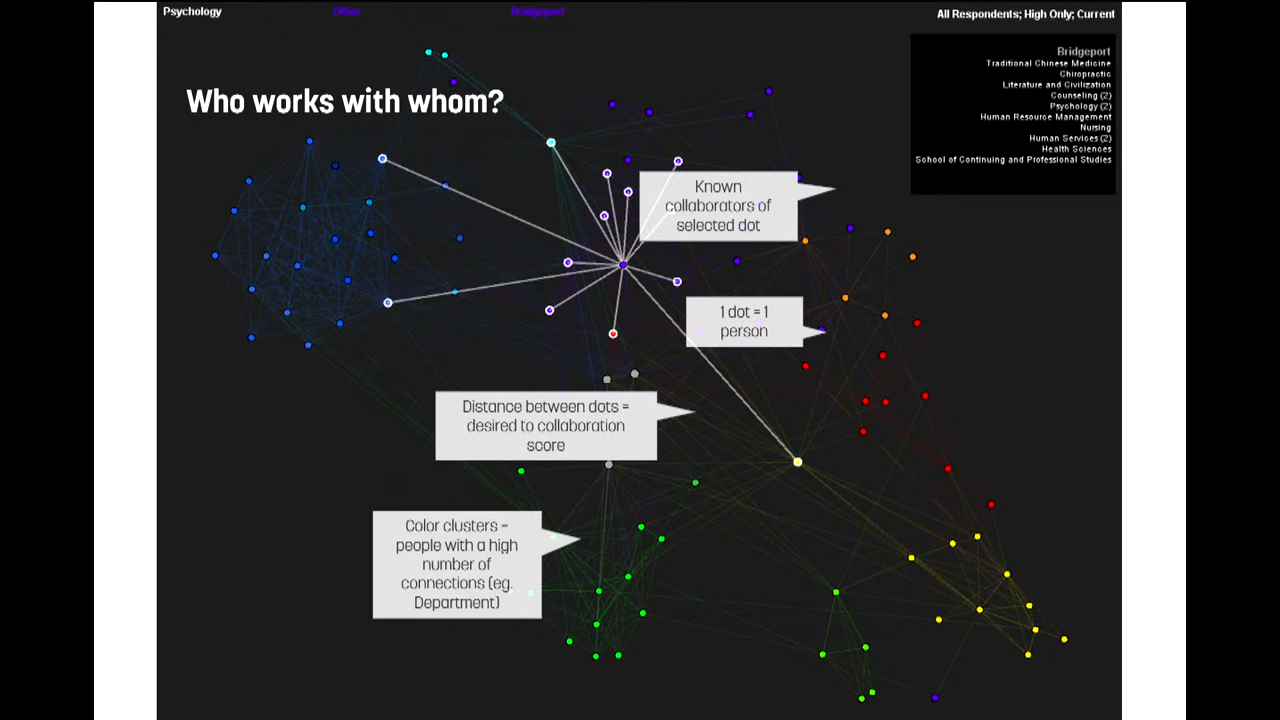 Psychology
Other
Bridgeport
All Respondents; High Only; Current
Bridgeport
Traditional Chinese Medicine
Chiropractic
Literature and Civilization
Counseling (2)
Psychology (2)
Human Resource Management
Nursing
Human Services (2)
Health Sciences
School of Continuing and Professional Studies
Who works with whom?
Known
collaborators of
selected dot
1 dot = 1
person
Distance between dots =
desired to collaboration
score
Color clusters =
people with a high
number of
connections (eg.
Department)